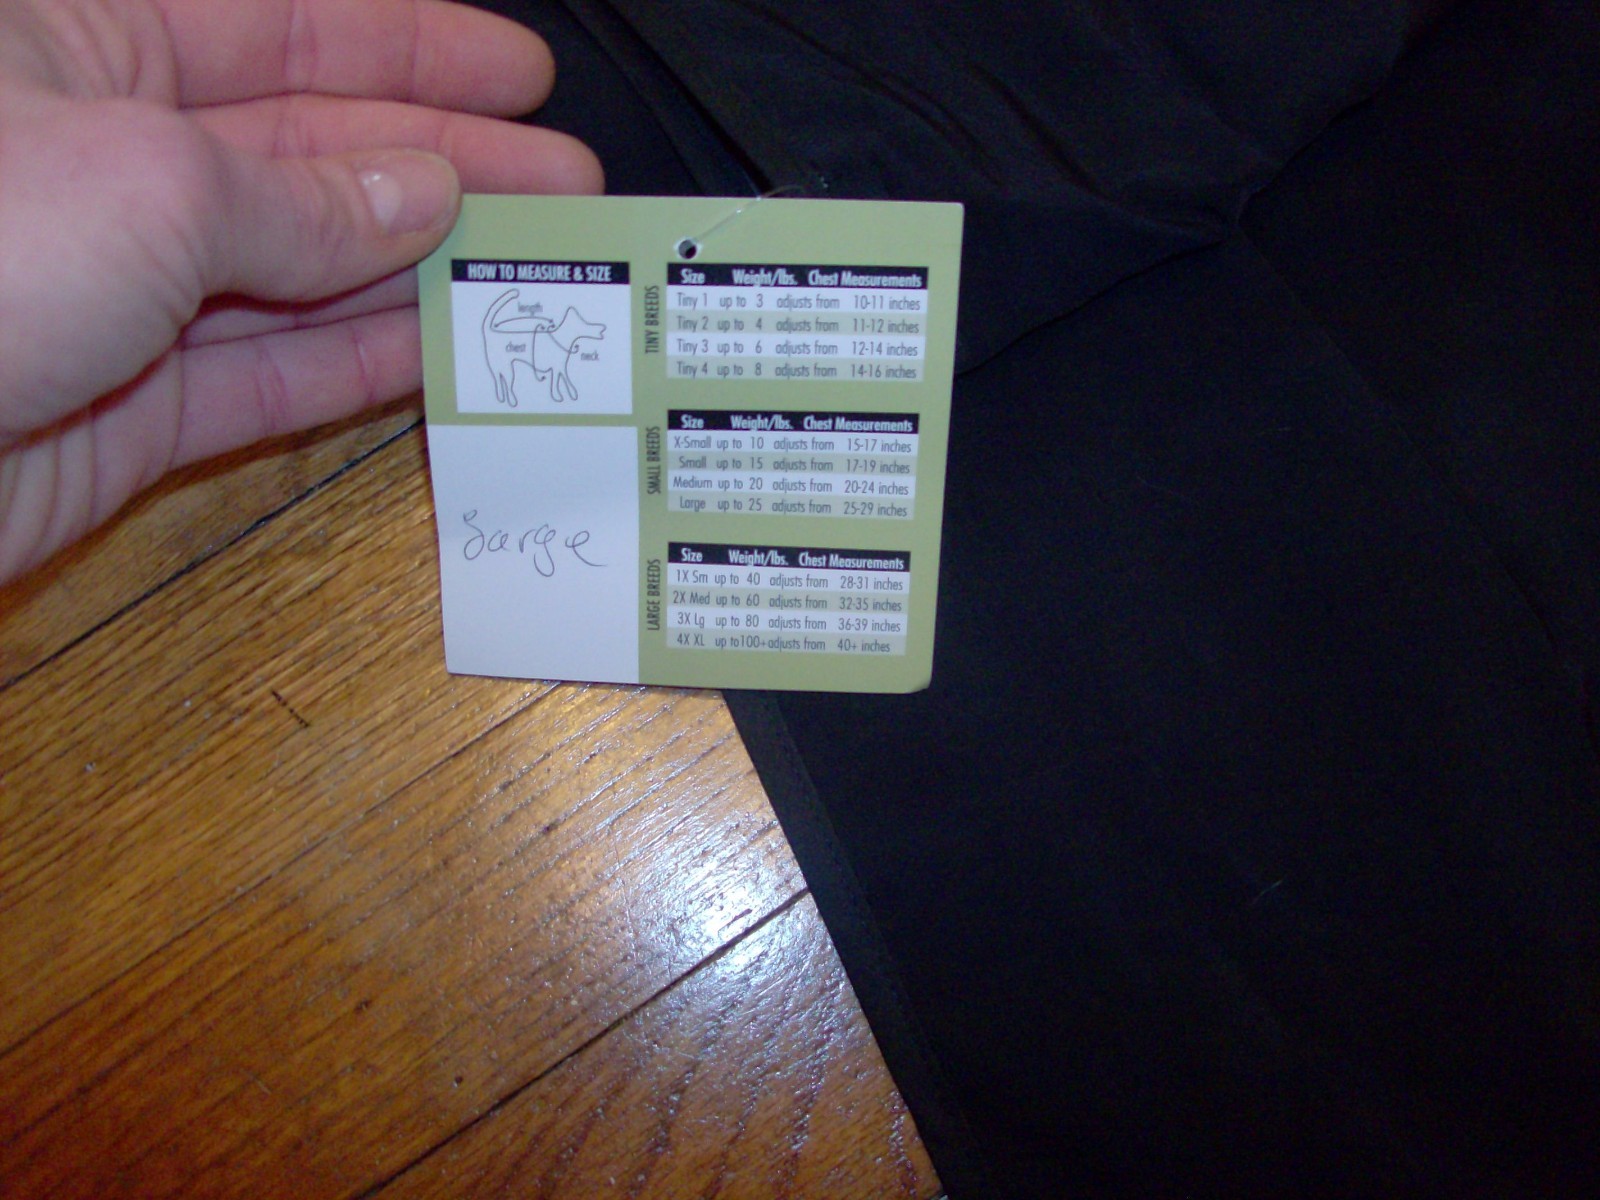 HOW TO MEASURE & SIZE
length
chest
neck
TINY BREEDS
Size Weight/lbs. Chest Measurements
Tiny 1 up to 3 adjusts from 10-11 inches
Tiny 2 up to 4 adjusts from 11-12 inches
Tiny 3 up to 6 adjusts from 12-14 inches
Tiny 4 up to 8 adjusts from 14-16 inches
SMALL BREEDS
Size Weight/lbs. Chest Measurements
X-Small up to 10 adjusts from 15-17 inches
Small up to 15 adjusts from 17-19 inches
Medium up to 20 adjusts from 20-24 inches
Large up to 25 adjusts from 25-29 inches
LARGE BREEDS
Size Weight/lbs. Chest Measurements
1X Sm up to 40 adjusts from 28-31 inches
2X Med up to 60 adjusts from 32-35 inches
3X Lg up to 80 adjusts from 36-39 inches
4X XL up to100+adjusts from 40+ inches